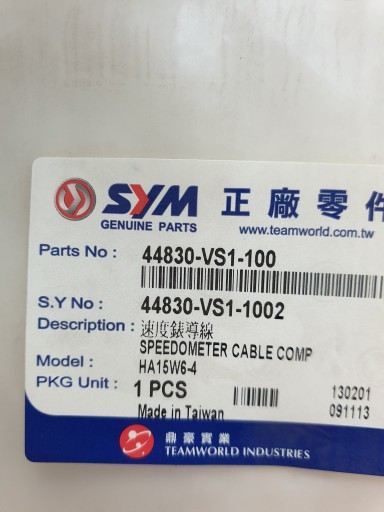 SYM 正廠零件
GENUINE PARTS www.teamworld.com.tw
Parts No : 44830-VS1-100
S.Y No : 44830-VS1-1002
Description : 速度錶導線
SPEEDOMETER CABLE COMP
Model : HA15W6-4
PKG Unit : 1 PCS 130201
Made in Taiwan 091113
鼎豪實業
TEAMWORLD INDUSTRIES